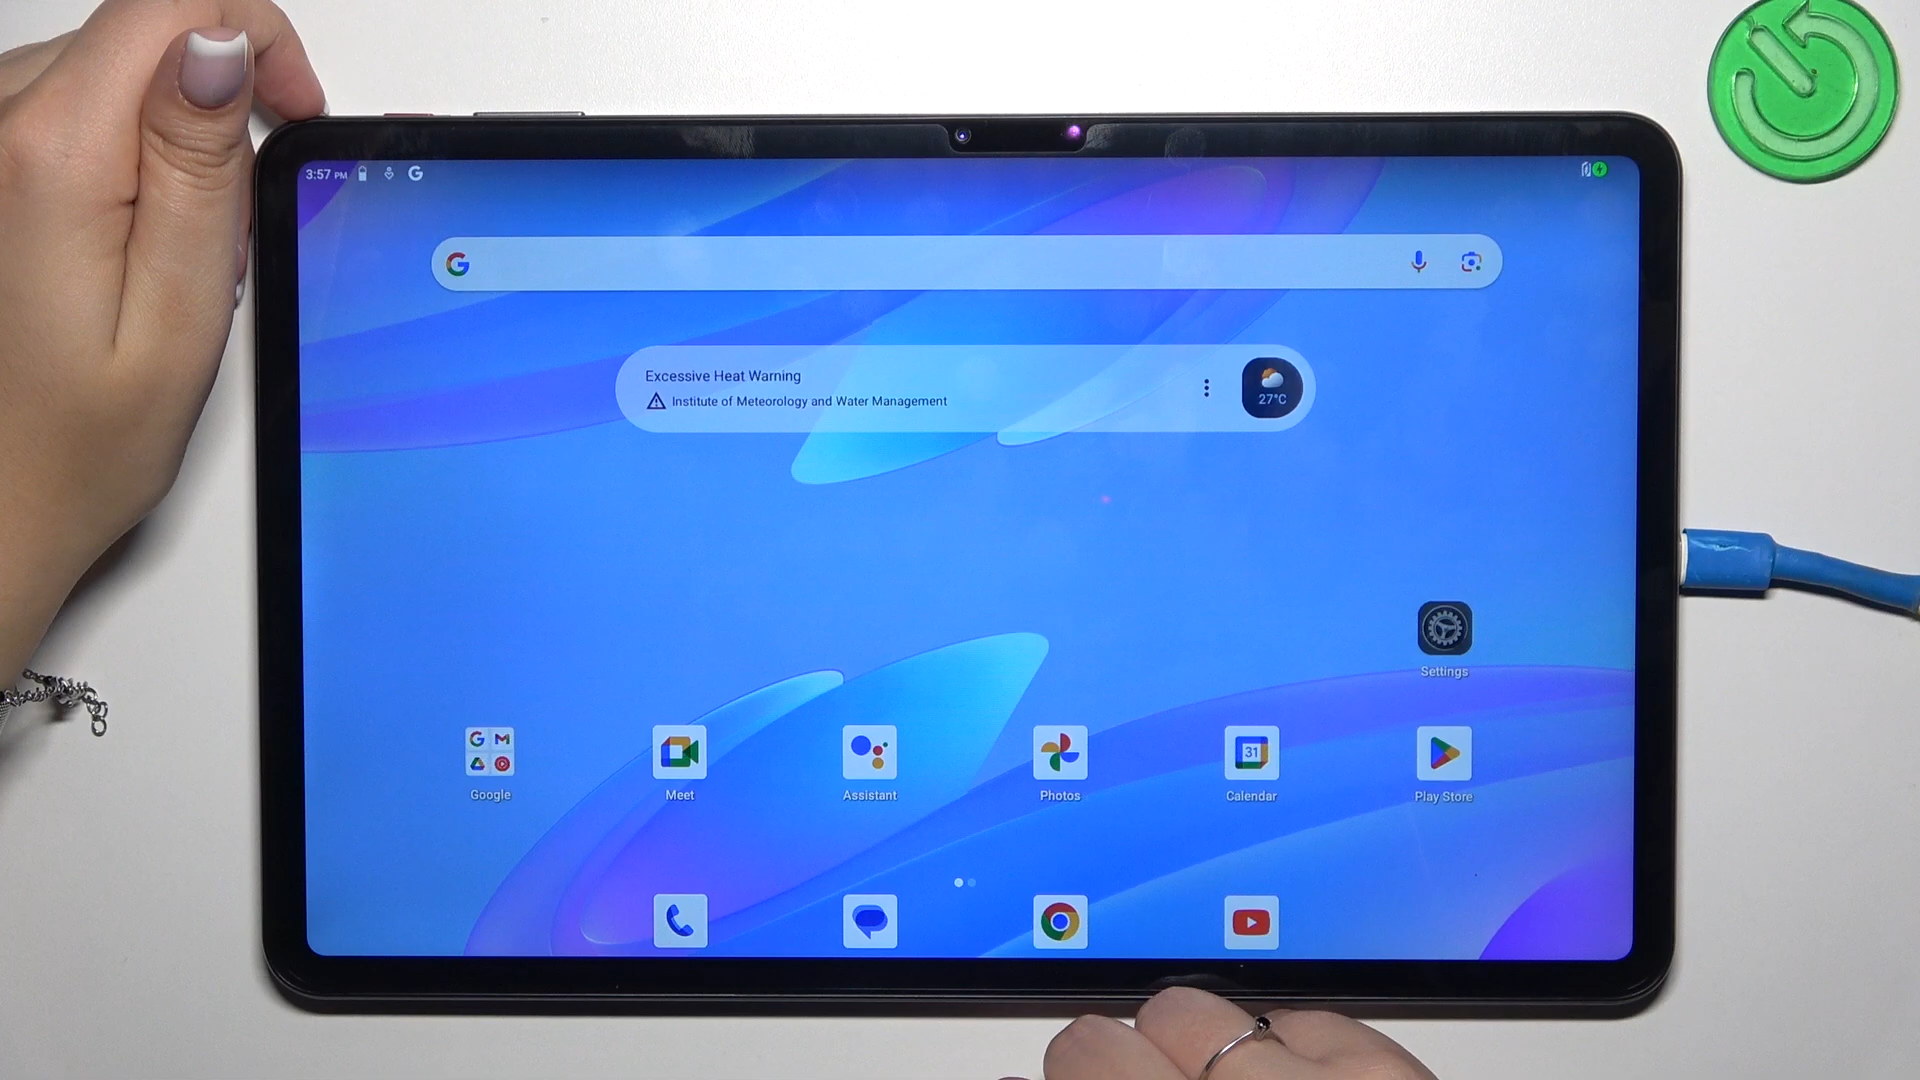 3:57 PM
Excessive Heat Warning
Institute of Meteorology and Water Management
27°C
Settings
Google
Meet
Assistant
Photos
31
Calendar
Play Store